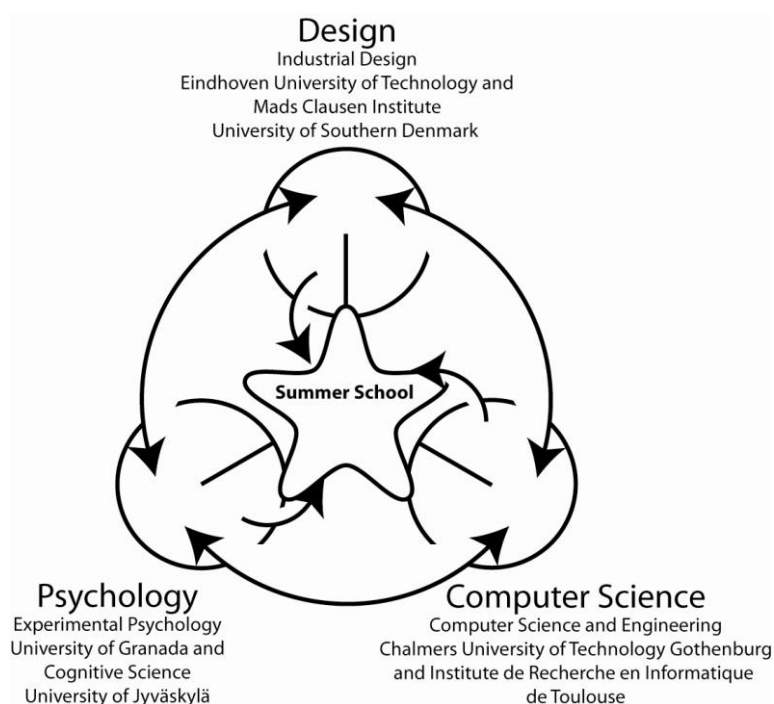 Design
Industrial Design
Eindhoven University of Technology and
Mads Clausen Institute
University of Southern Denmark
Summer School
Psychology
Experimental Psychology
University of Granada and
Cognitive Science
University of Jyväskylä
Computer Science
Computer Science and Engineering
Chalmers University of Technology Gothenburg
and Institute de Recherche en Informatique
de Toulouse